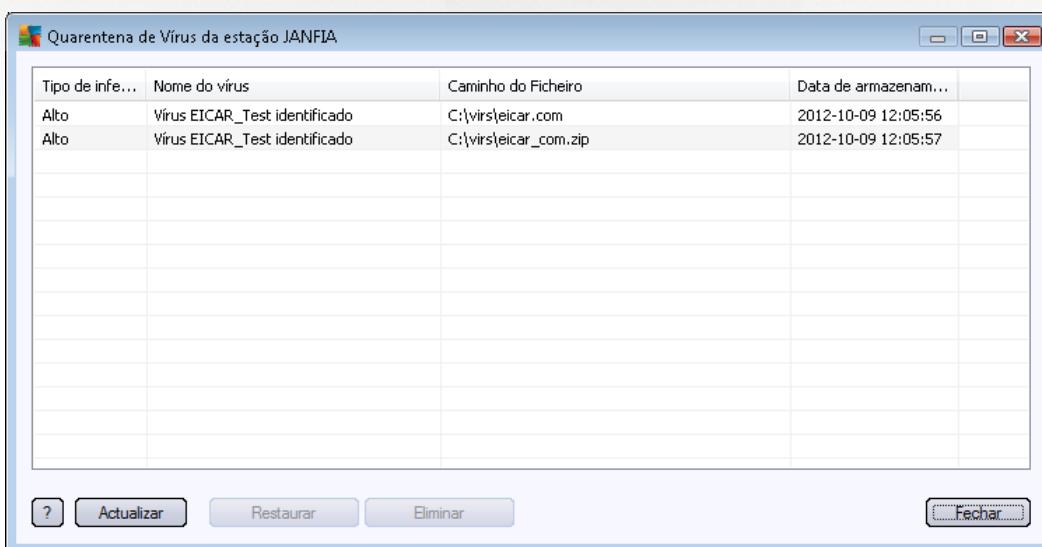 Quarentena de Vírus da estação JANFIA
Tipo de infe... Nome do vírus Caminho do Ficheiro Data de armazenam...
Alto Vírus EICAR_Test identificado C:\virs\eicar.com 2012-10-09 12:05:56
Alto Vírus EICAR_Test identificado C:\virs\eicar_com.zip 2012-10-09 12:05:57
? Actualizar Restaurar Eliminar Fechar